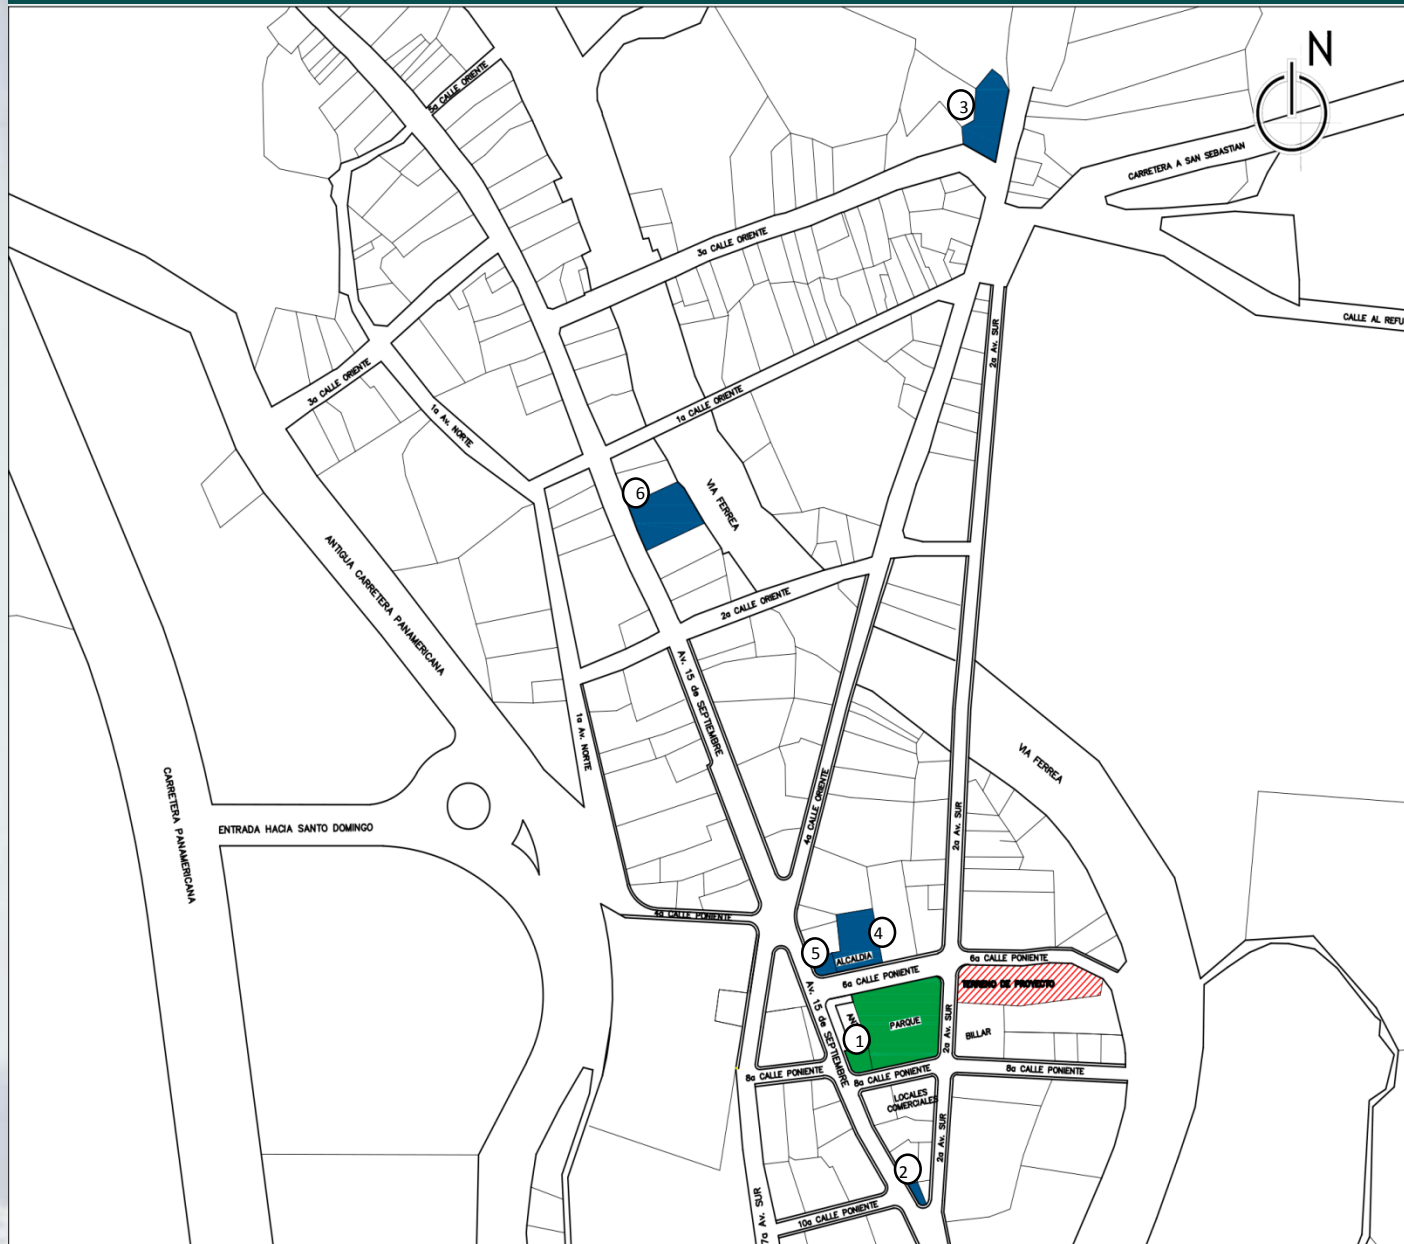 N
5a CALLE ORIENTE
3
CARRETERA A SAN SEBASTIAN
3a CALLE ORIENTE
CALLE AL REFU
2a Av. SUR
3a CALLE ORIENTE
1a Av. NORTE
1a CALLE ORIENTE
6
VIA FERREA
ANTIGUA CARRETERA PANAMERICANA
2a CALLE ORIENTE
Av. 15 de SEPTIEMBRE
1a Av. NORTE
VIA FERREA
CARRETERA PANAMERICANA
4a CALLE ORIENTE
2a Av. SUR
ENTRADA HACIA SANTO DOMINGO
4a CALLE PONIENTE
4
5
ALCALDIA
6a CALLE PONIENTE
6a CALLE PONIENTE
TERRENO DE PROYECTO
Av. 15 de SEPTIEMBRE
PARQUE
2a Av. SUR
BILLAR
1
8a CALLE PONIENTE
8a CALLE PONIENTE
8a CALLE PONIENTE
LOCALES
COMERCIALES
2a Av. SUR
2
7a Av. SUR
10a CALLE PONIENTE